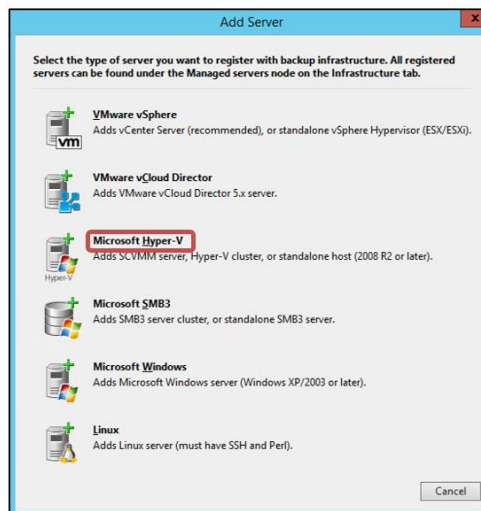 Add Server
x
Select the type of server you want to register with backup infrastructure. All registered
servers can be found under the Managed servers node on the Infrastructure tab.
VMware vSphere
Adds vCenter Server (recommended), or standalone vSphere Hypervisor (ESX/ESXi).
vm
VMware vCloud Director
Adds VMware vCloud Director 5.x server.
Microsoft Hyper-V
Adds SCVMM server, Hyper-V cluster, or standalone host (2008 R2 or later).
Hyper-V
Microsoft SMB3
Adds SMB3 server cluster, or standalone SMB3 server.
Microsoft Windows
Adds Microsoft Windows server (Windows XP/2003 or later).
Linux
Adds Linux server (must have SSH and Perl).
Cancel